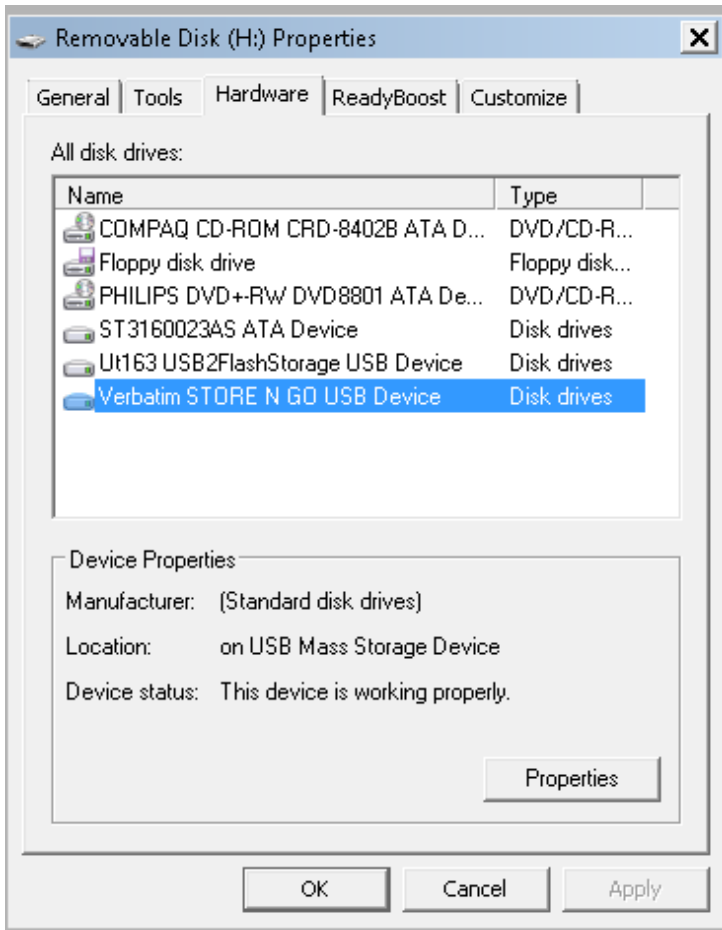 Removable Disk (H:) Properties
General Tools Hardware ReadyBoost Customize
All disk drives:
Name Type
COMPAQ CD-ROM CRD-8402B ATA D... DVD/CD-R...
Floppy disk drive Floppy disk...
PHILIPS DVD+-RW DVD8801 ATA De... DVD/CD-R...
ST3160023AS ATA Device Disk drives
Ut163 USB2FlashStorage USB Device Disk drives
Verbatim STORE N GO USB Device Disk drives
Device Properties
Manufacturer: (Standard disk drives)
Location: on USB Mass Storage Device
Device status: This device is working properly.
Properties
OK Cancel Apply